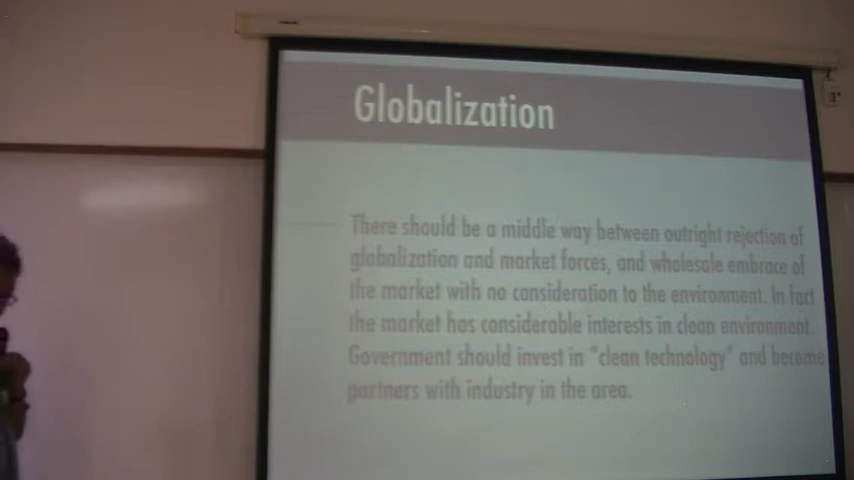 Globalization
There should be a middle way between outright rejection of
globalization and market forces, and wholesale embrace of
the market with no consideration to the environment. In fact
the market has considerable interests in clean environment.
Government should invest in "clean technology" and become
partners with industry in the area.